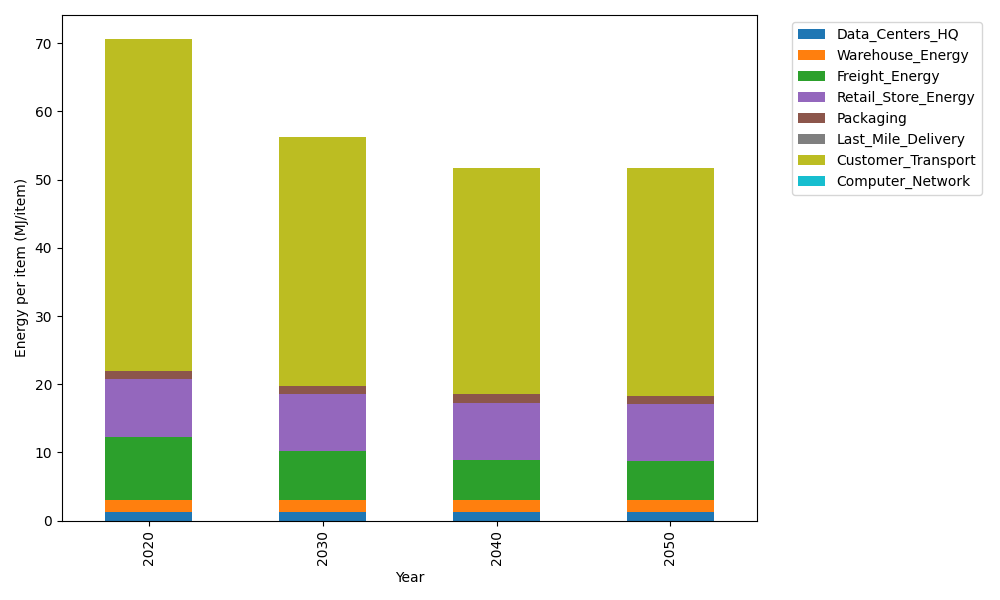 70
60
50
40
30
20
10
0
Energy per item (MJ/item)
2020
2030
2040
2050
Year
Data_Centers_HQ
Warehouse_Energy
Freight_Energy
Retail_Store_Energy
Packaging
Last_Mile_Delivery
Customer_Transport
Computer_Network